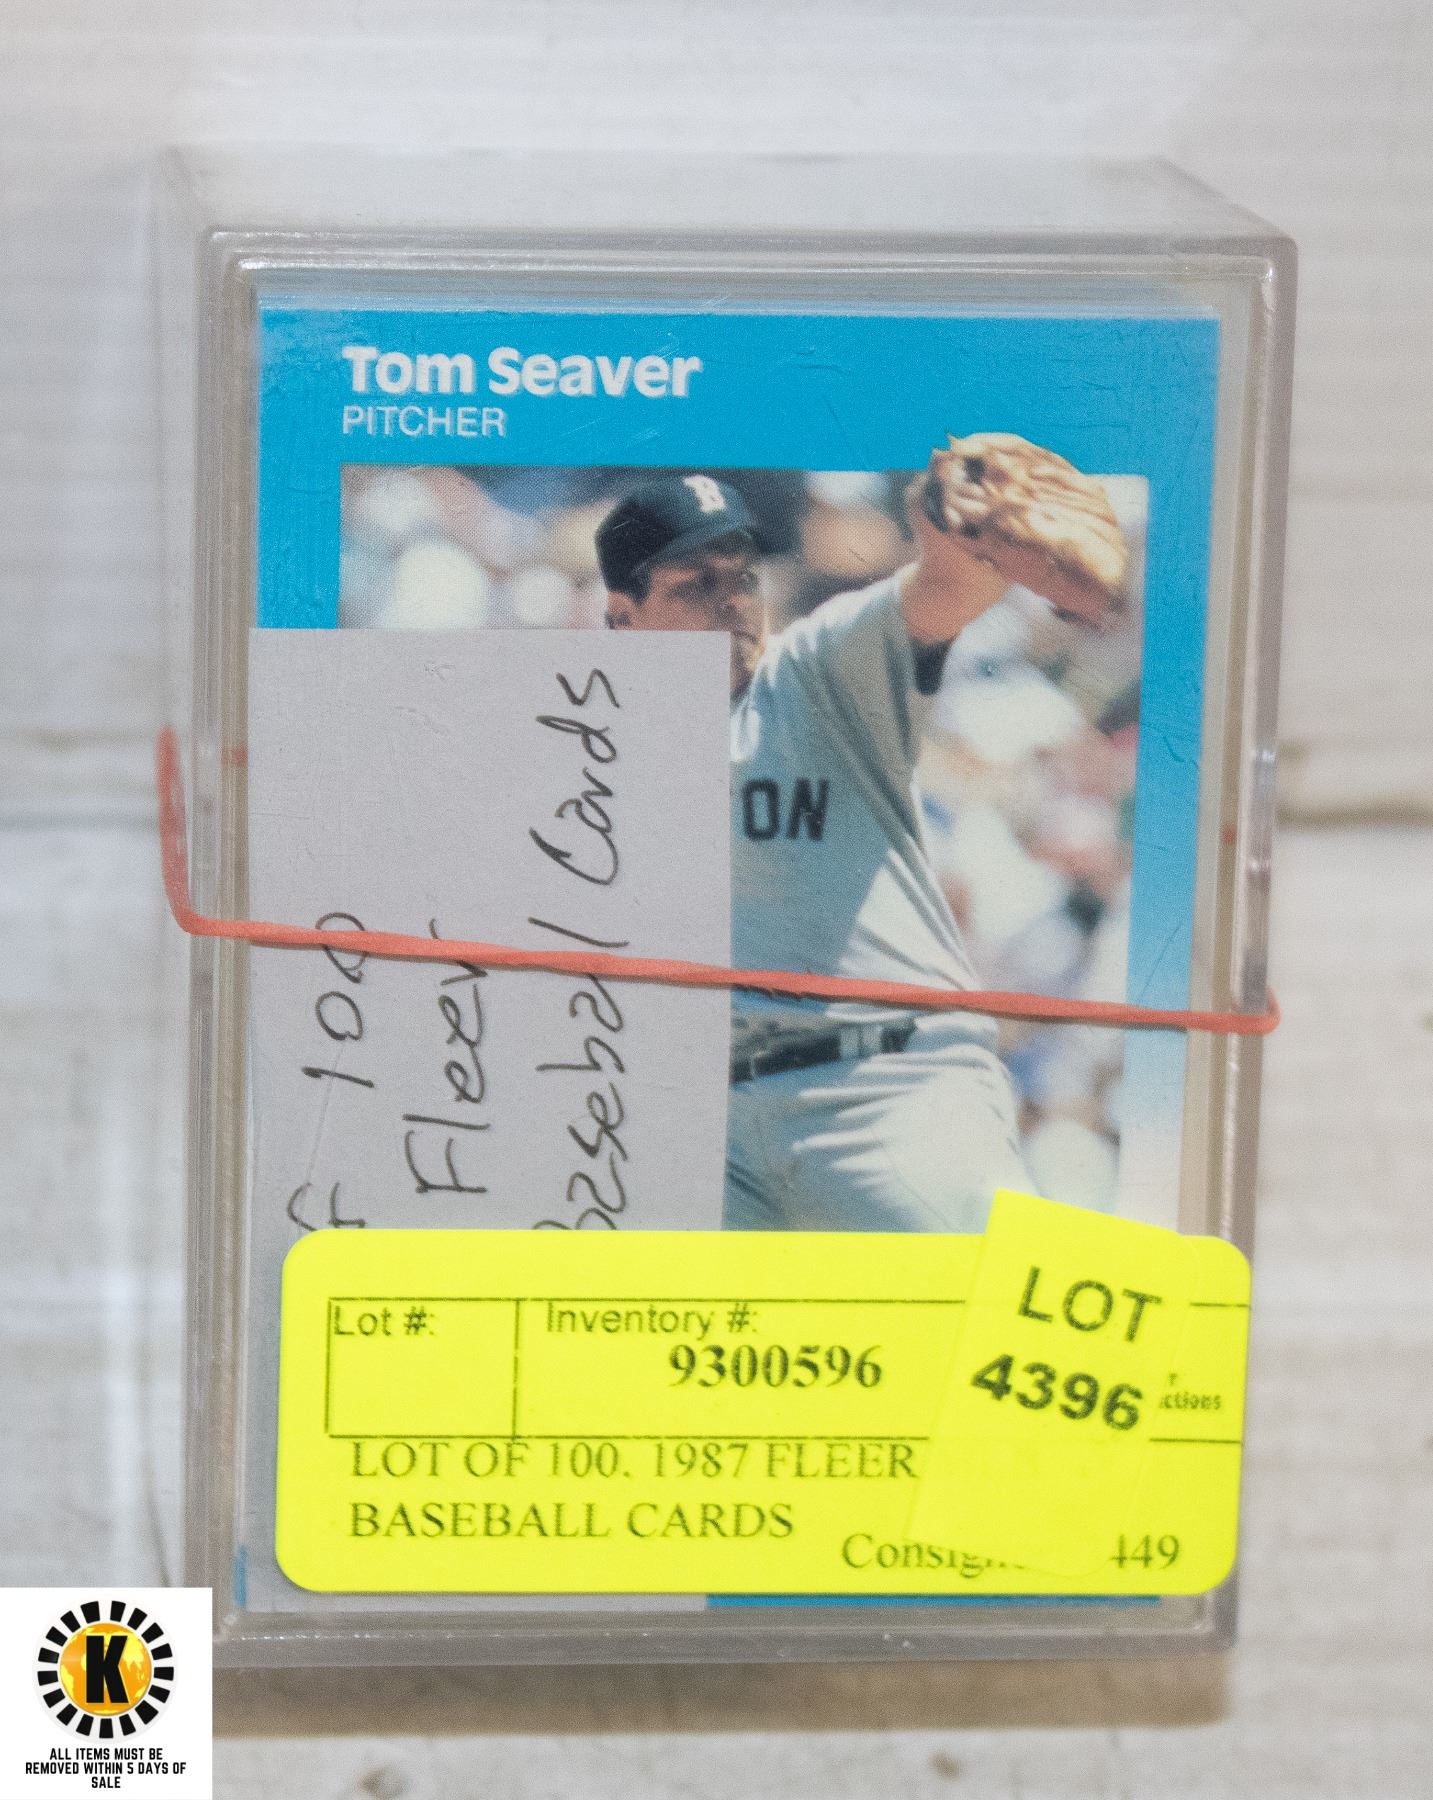 Tom Seaver
PITCHER
B
ON
100
Fleer
Baseball Cards
Lot #:
Inventory #:
9300596
LOT
4396
ctions
LOT OF 100, 1987 FLEER
BASEBALL CARDS
449
K
ALL ITEMS MUST BE
REMOVED WITHIN 5 DAYS OF
SALE